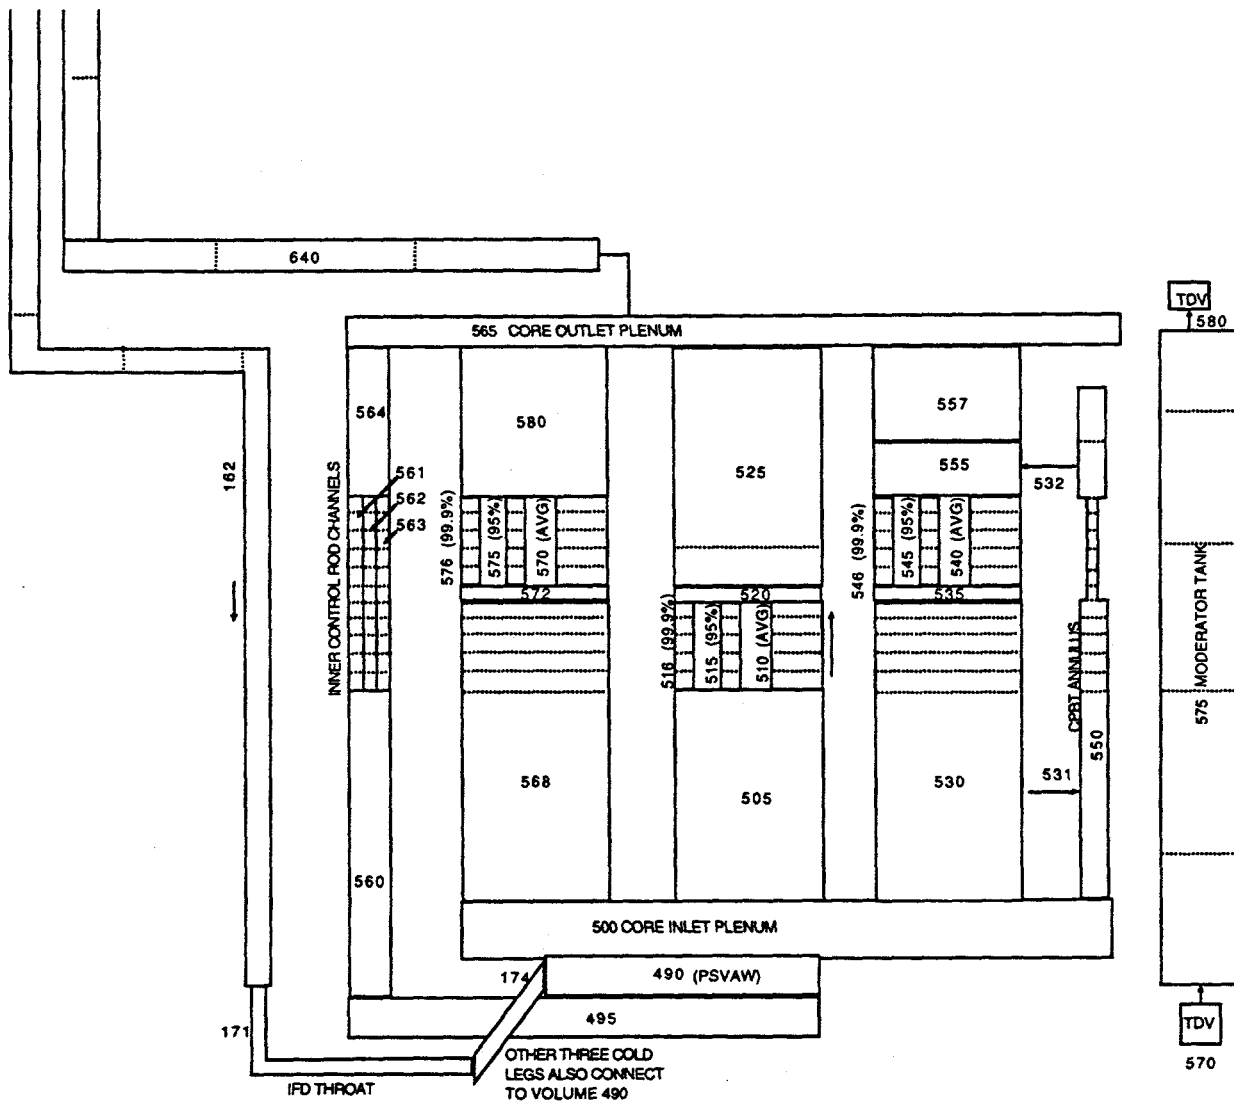 640
TDV
580
565 CORE OUTLET PLENUM
564
580
525
557
555
532
162
INNER CONTROL ROD CHANNELS
561
562
563
576 (99.9%)
575 (95%)
570 (AVG)
546 (99.9%)
545 (95%)
540 (AVG)
572
520
535
516 (99.9%)
515 (95%)
510 (AVG)
CPBT ANNULUS
550
575 MODERATOR TANK
568
505
530
531
560
500 CORE INLET PLENUM
174
490 (PSVAW)
495
171
IFD THROAT
OTHER THREE COLD
LEGS ALSO CONNECT
TO VOLUME 490
TDV
570